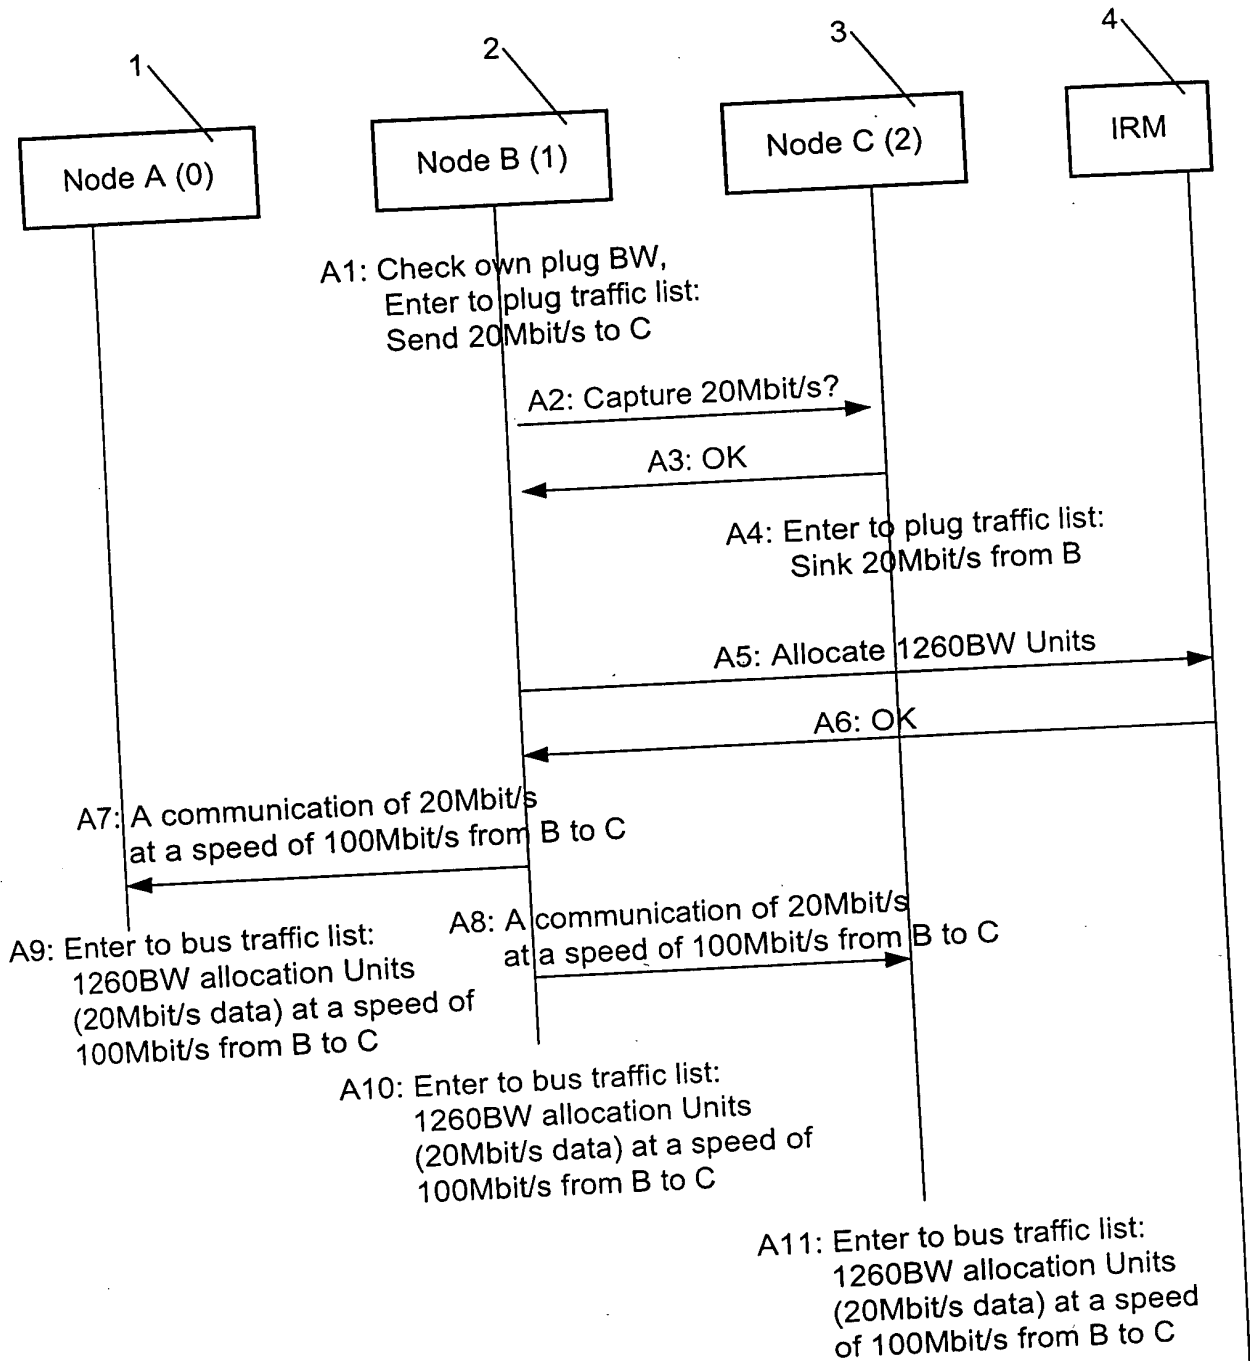 1
2
3
4
Node A (0)
Node B (1)
Node C (2)
IRM
A1: Check own plug BW,
Enter to plug traffic list:
Send 20Mbit/s to C
A2: Capture 20Mbit/s?
A3: OK
A4: Enter to plug traffic list:
Sink 20Mbit/s from B
A5: Allocate 1260BW Units
A6: OK
A7: A communication of 20Mbit/s
at a speed of 100Mbit/s from B to C
A8: A communication of 20Mbit/s
at a speed of 100Mbit/s from B to C
A9: Enter to bus traffic list:
1260BW allocation Units
(20Mbit/s data) at a speed of
100Mbit/s from B to C
A10: Enter to bus traffic list:
1260BW allocation Units
(20Mbit/s data) at a speed of
100Mbit/s from B to C
A11: Enter to bus traffic list:
1260BW allocation Units
(20Mbit/s data) at a speed
of 100Mbit/s from B to C